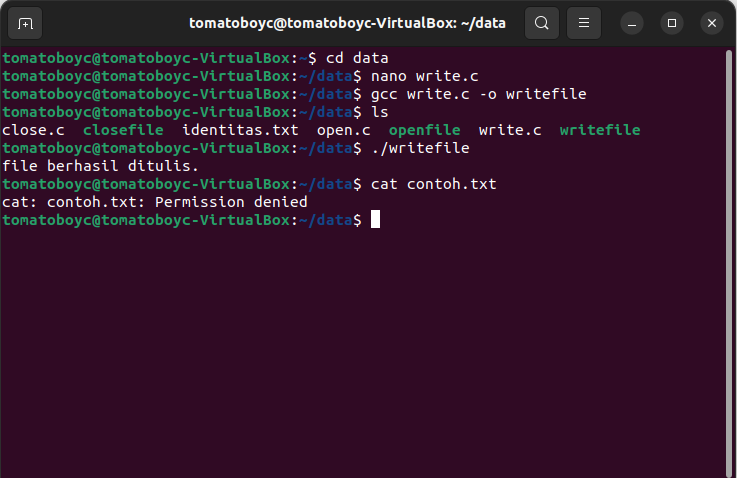 tomatoboyc@tomatoboyc-VirtualBox: ~/data
tomatoboyc@tomatoboyc-VirtualBox:~$ cd data
tomatoboyc@tomatoboyc-VirtualBox:~/data$ nano write.c
tomatoboyc@tomatoboyc-VirtualBox:~/data$ gcc write.c -o writefile
tomatoboyc@tomatoboyc-VirtualBox:~/data$ ls
close.c  closefile  identitas.txt  open.c  openfile  write.c  writefile
tomatoboyc@tomatoboyc-VirtualBox:~/data$ ./writefile
file berhasil ditulis.
tomatoboyc@tomatoboyc-VirtualBox:~/data$ cat contoh.txt
cat: contoh.txt: Permission denied
tomatoboyc@tomatoboyc-VirtualBox:~/data$